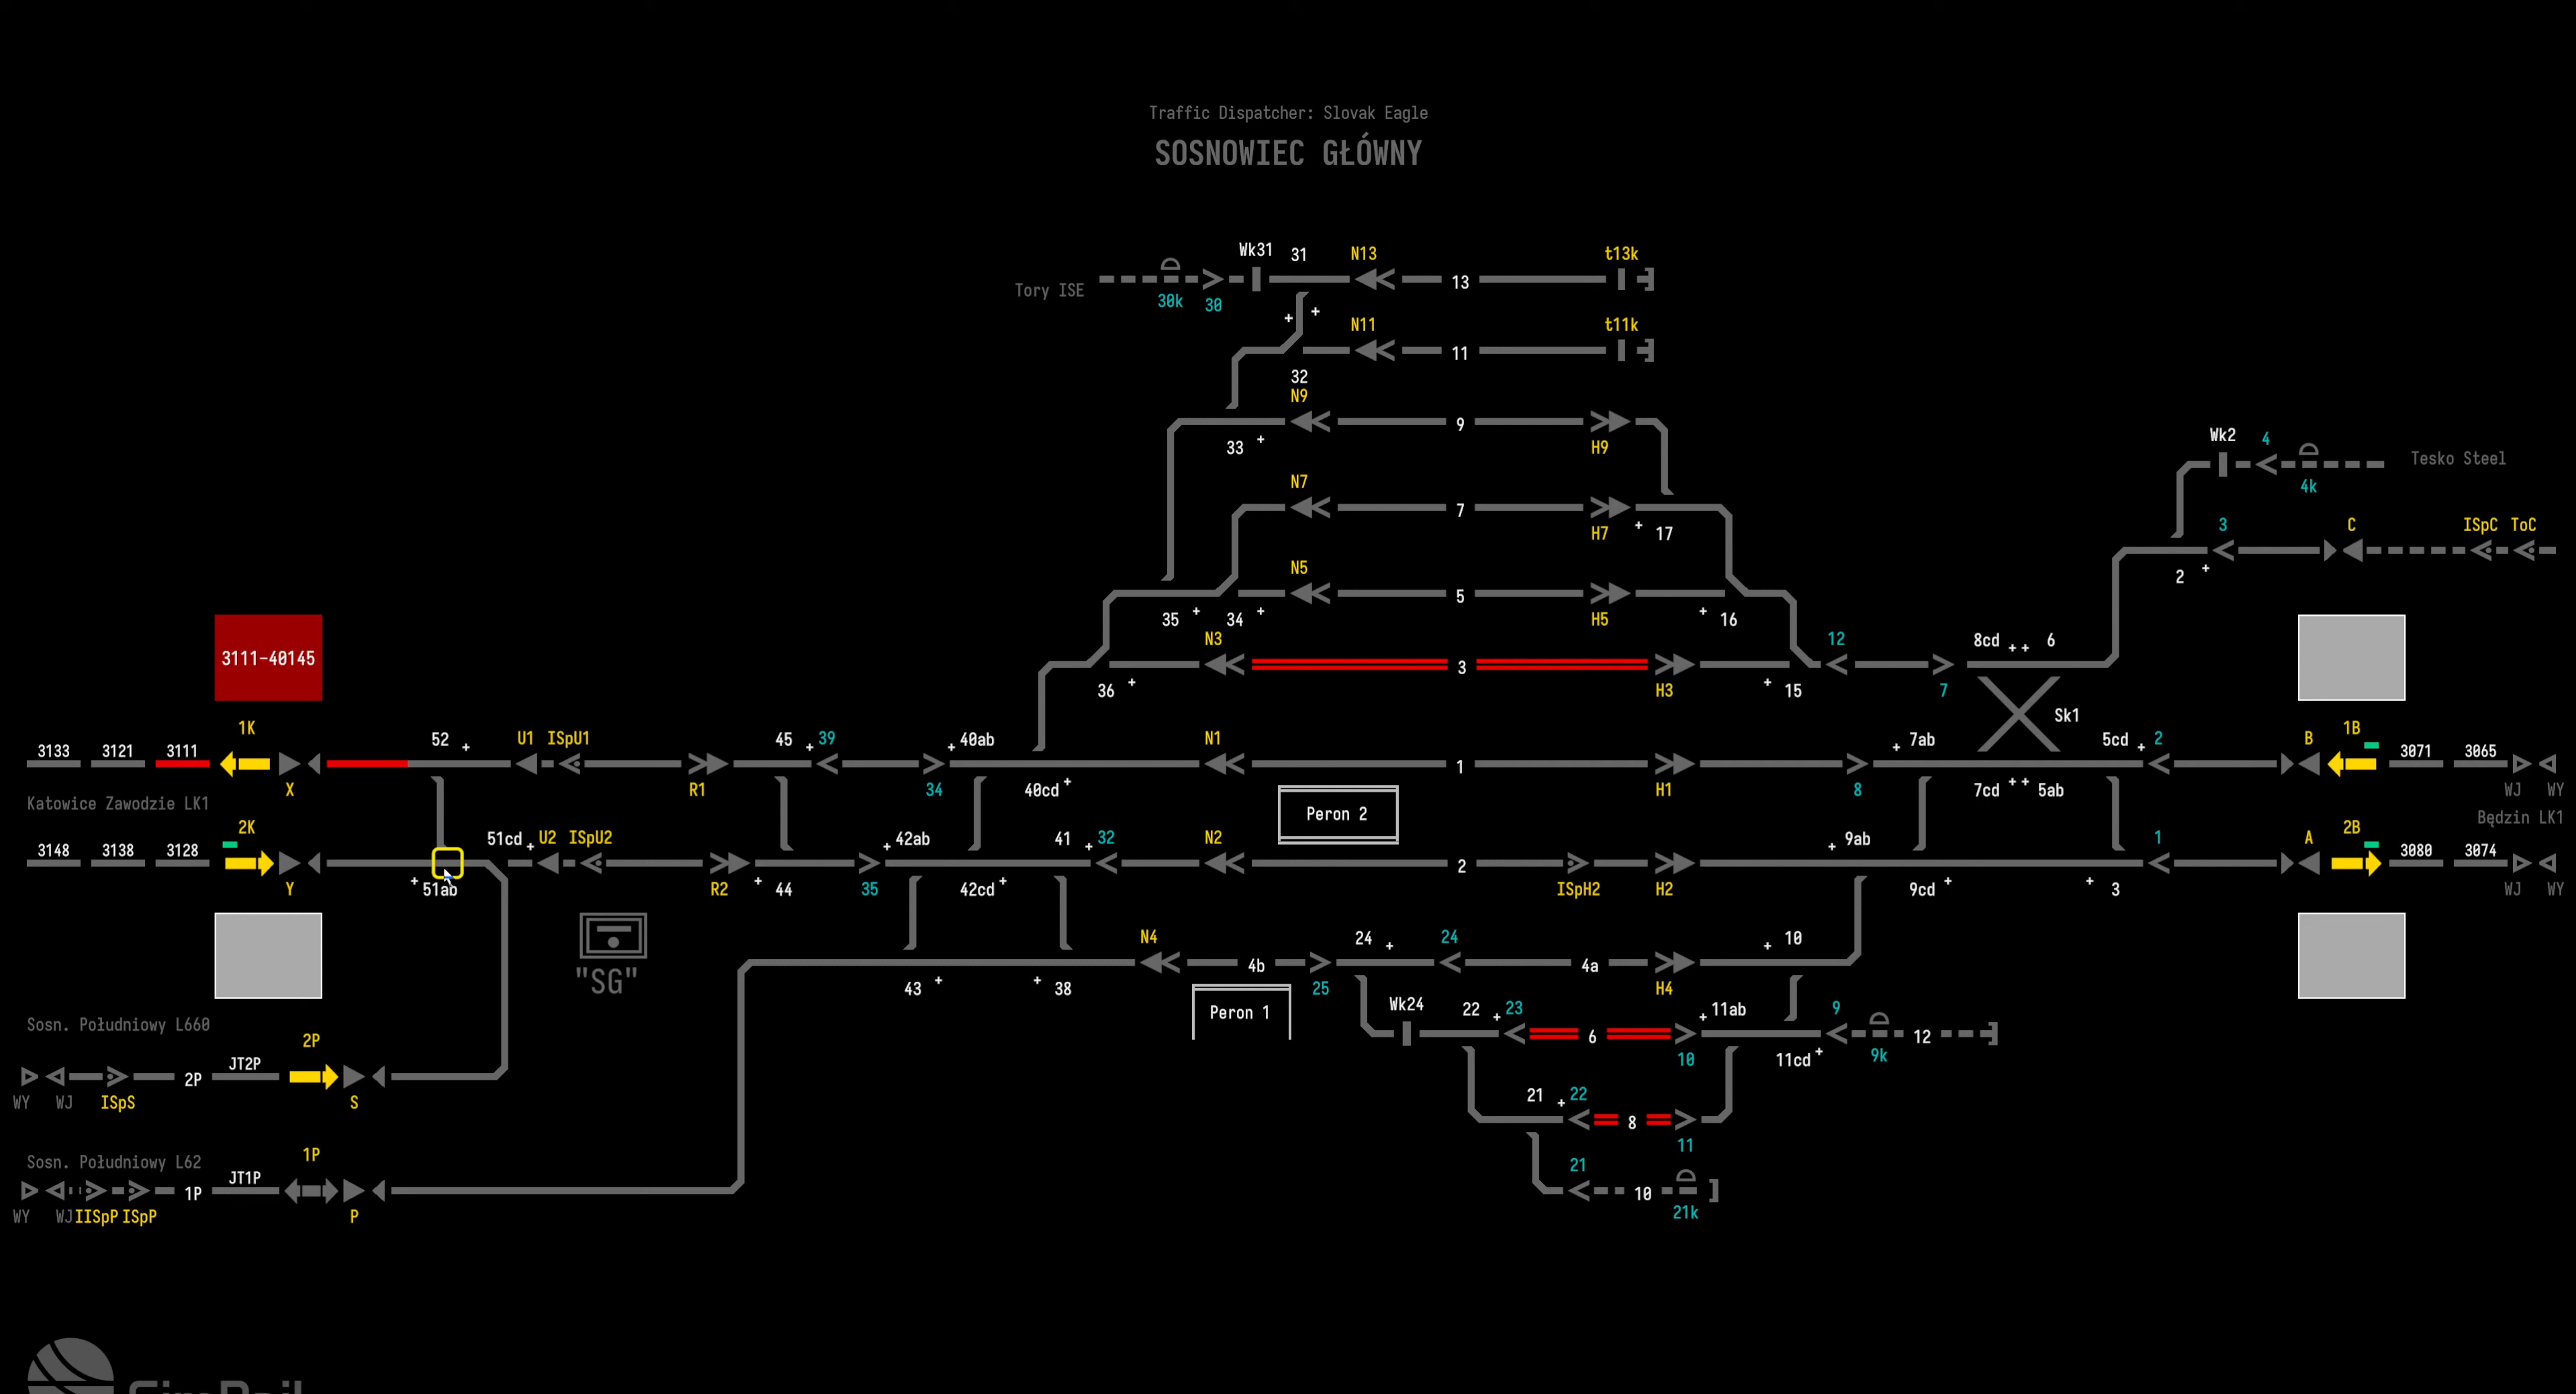 Traffic Dispatcher: Slovak Eagle
SOSNOWIEC GŁÓWNY
Wk31 31 N13 t13k
Tory ISE 13
30k 30
+ + N11 t11k
11
32
N9
9
33 + H9
Wk2 4
Tesko Steel
4k
N7
7
H7 + 17
3 C ISpC ToC
2 +
N5
5
35 + 34 + H5 + 16
N3 12 8cd ++ 6
3111-40145
3
36 + H3 + 15 7
Sk1
1K 52 + U1 ISpU1 45 + 39 + 40ab N1 + 7ab 5cd + 2 B 1B
3133 3121 3111 3071 3065
1
X R1 34 40cd + H1 8 7cd ++ 5ab WJ WY
Katowice Zawodzie LK1 Peron 2 Będzin LK1
2K 51cd + U2 ISpU2 + 42ab 41 + 32 N2 + 9ab 1 A 2B
3148 3138 3128 3080 3074
2
Y + 51ab R2 + 44 35 42cd + ISpH2 H2 9cd + + 3 WJ WY
N4 24 + 24 + 10
4b 4a
"SG" 43 + + 38 25 H4
Peron 1 Wk24 22 + 23 + 11ab 9
Sosn. Południowy L660
6 12
2P 10 11cd + 9k
JT2P
2P
WY WJ ISpS S
21 + 22
8
11
Sosn. Południowy L62 1P 21
JT1P
1P 10
WY WJ IISpP ISpP P 21k
SimRail